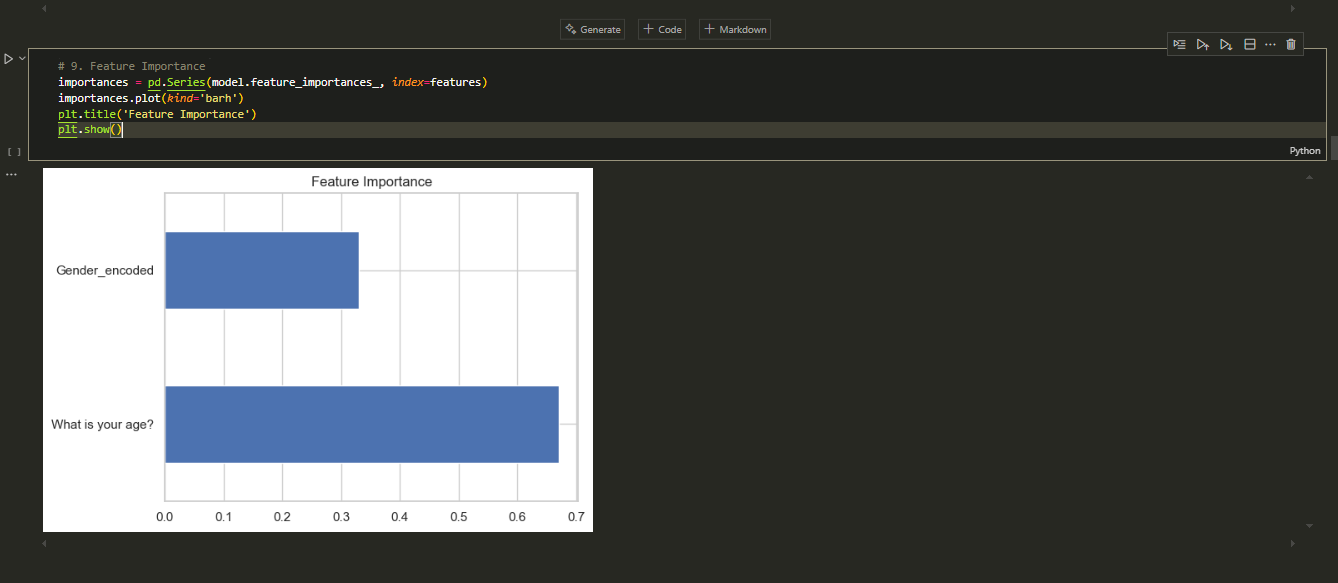 Generate + Code + Markdown
# 9. Feature Importance
importances = pd.Series(model.feature_importances_, index=features)
importances.plot(kind='barh')
plt.title('Feature Importance')
plt.show()
[ ]
Python
...
Feature Importance
Gender_encoded
What is your age?
0.0 0.1 0.2 0.3 0.4 0.5 0.6 0.7